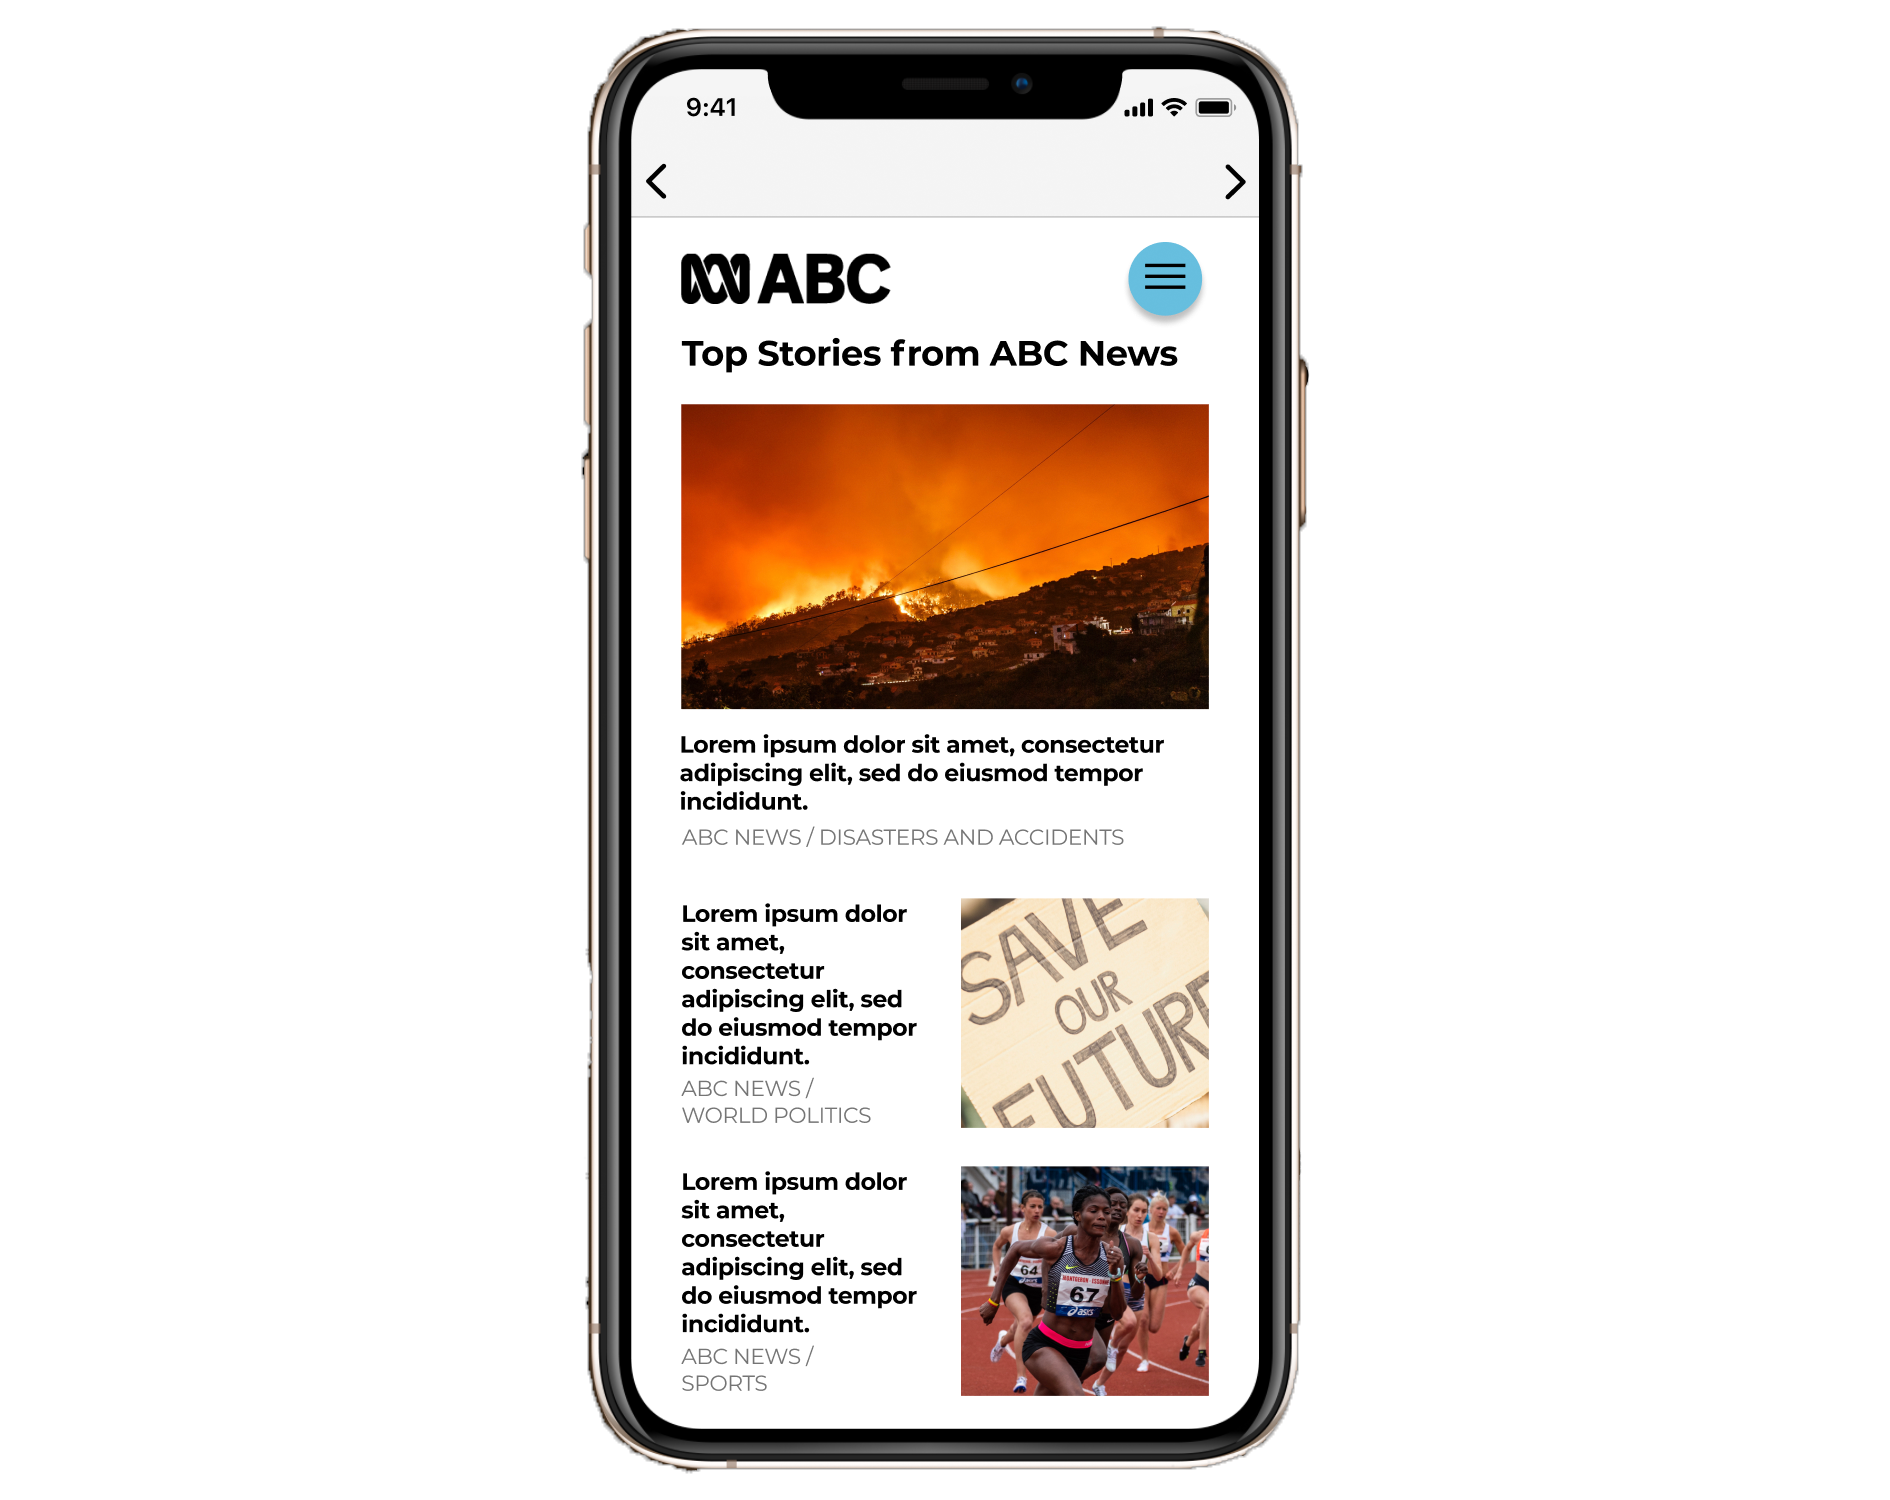 9:41
ABC
Top Stories from ABC News
Lorem ipsum dolor sit amet, consectetur
adipiscing elit, sed do eiusmod tempor
incididunt.
ABC NEWS / DISASTERS AND ACCIDENTS
Lorem ipsum dolor
sit amet,
consectetur
adipiscing elit, sed
do eiusmod tempor
incididunt.
ABC NEWS /
WORLD POLITICS
SAVE
OUR
FUTURE
Lorem ipsum dolor
sit amet,
consectetur
adipiscing elit, sed
do eiusmod tempor
incididunt.
ABC NEWS /
SPORTS
64
67
asics